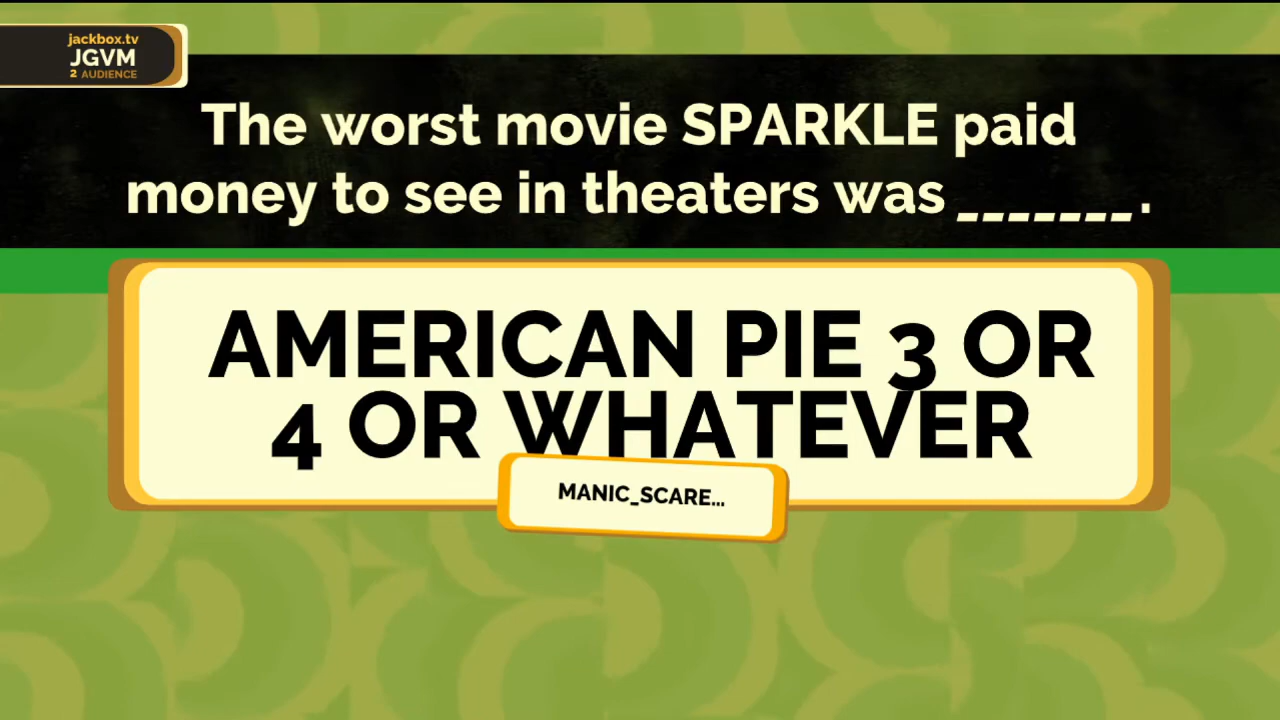 jackbox.tv
JGVM
2 AUDIENCE
The worst movie SPARKLE paid
money to see in theaters was _______.
AMERICAN PIE 3 OR
4 OR WHATEVER
MANIC_SCARE...